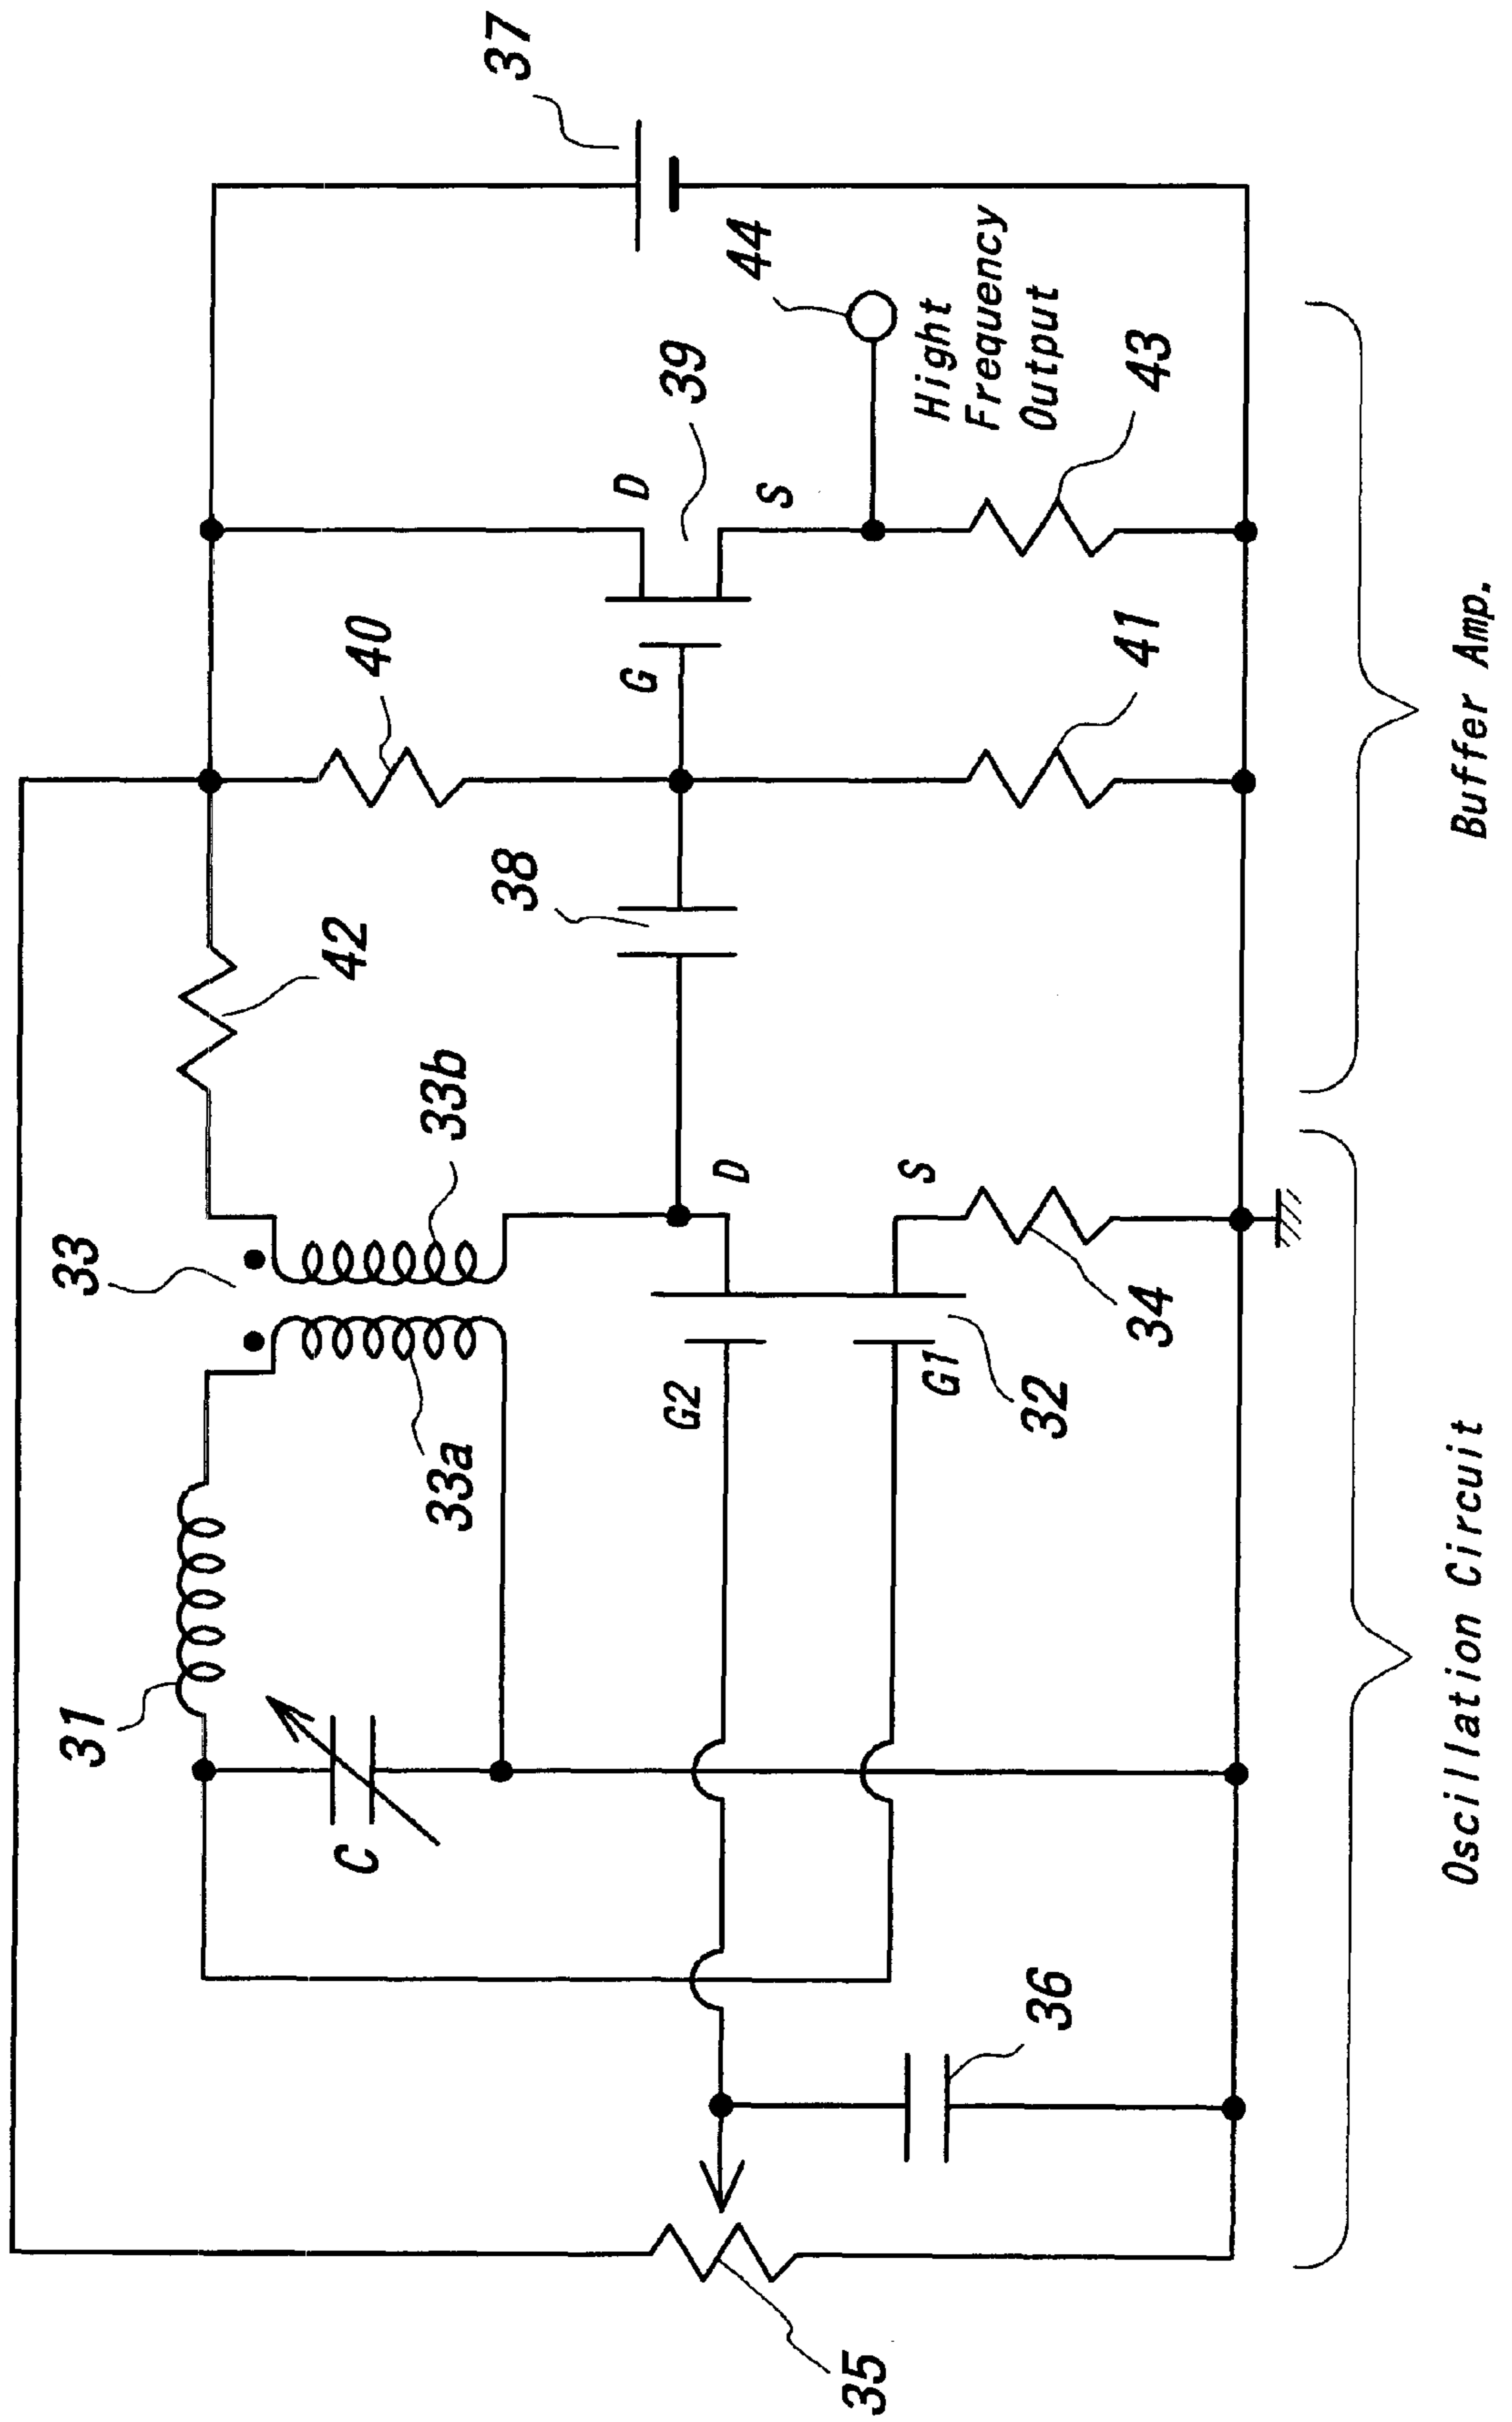 33
31
42
33b
33a
C
40
38
37
D
G
39
S
44
Hight
Frequency
Output
G2
D
G1
S
32
34
35
36
41
43
Oscillation Circuit
Buffer Amp.